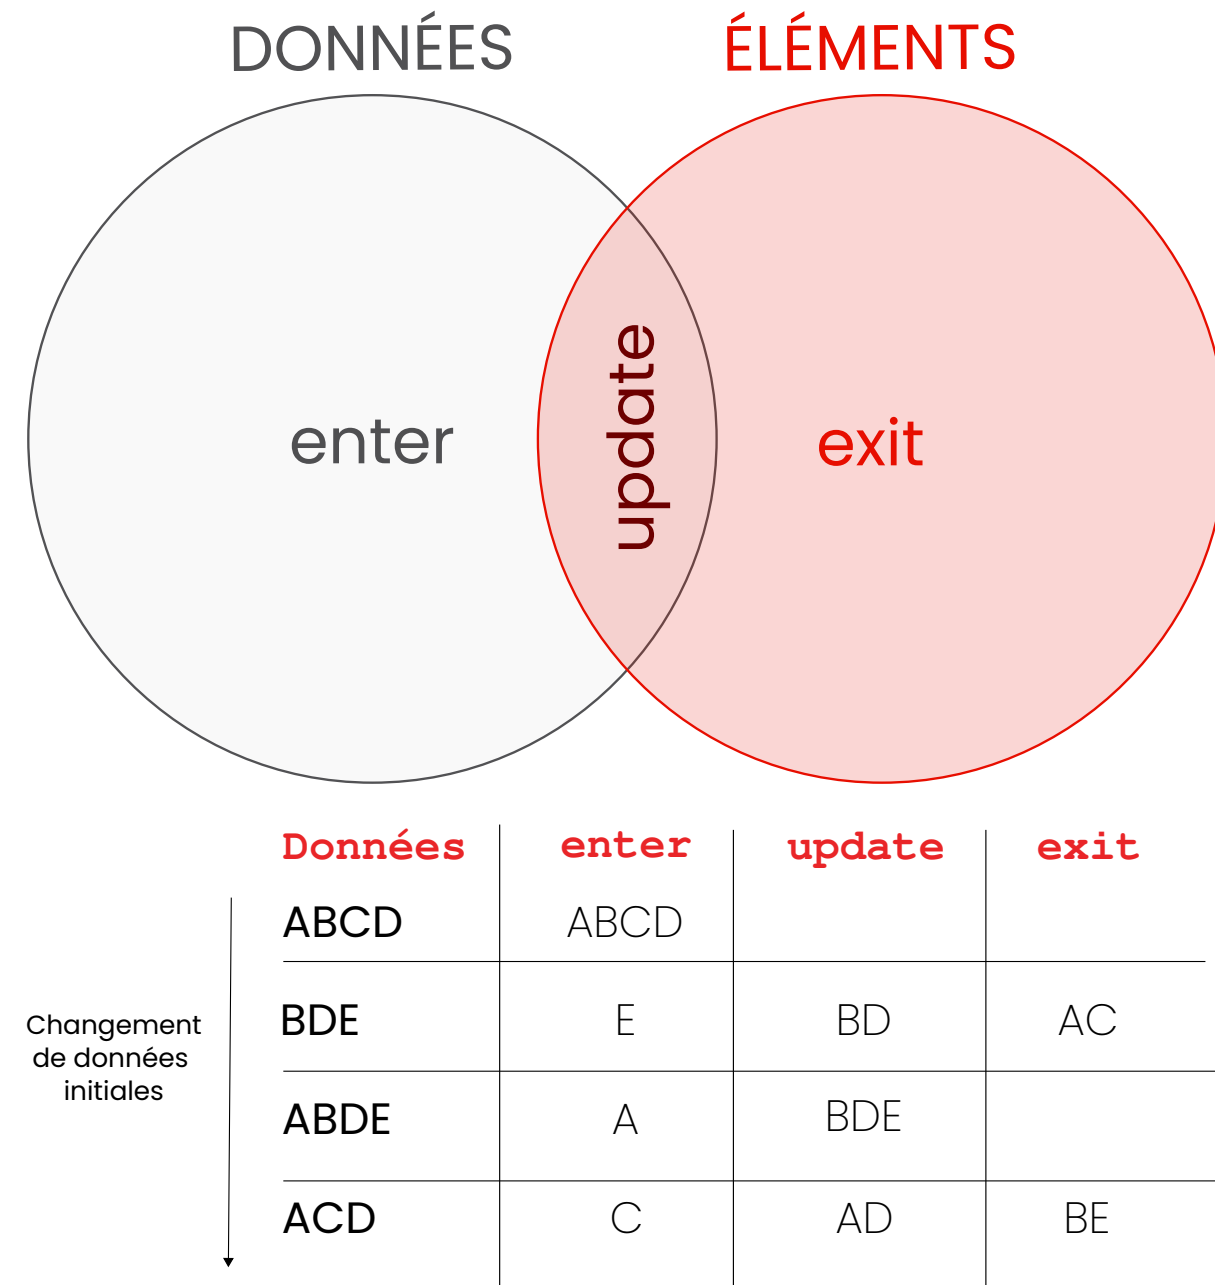 DONNÉES ÉLÉMENTS
enter update exit
Données enter update exit
ABCD ABCD
BDE E BD AC
Changement
de données
initiales
ABDE A BDE
ACD C AD BE